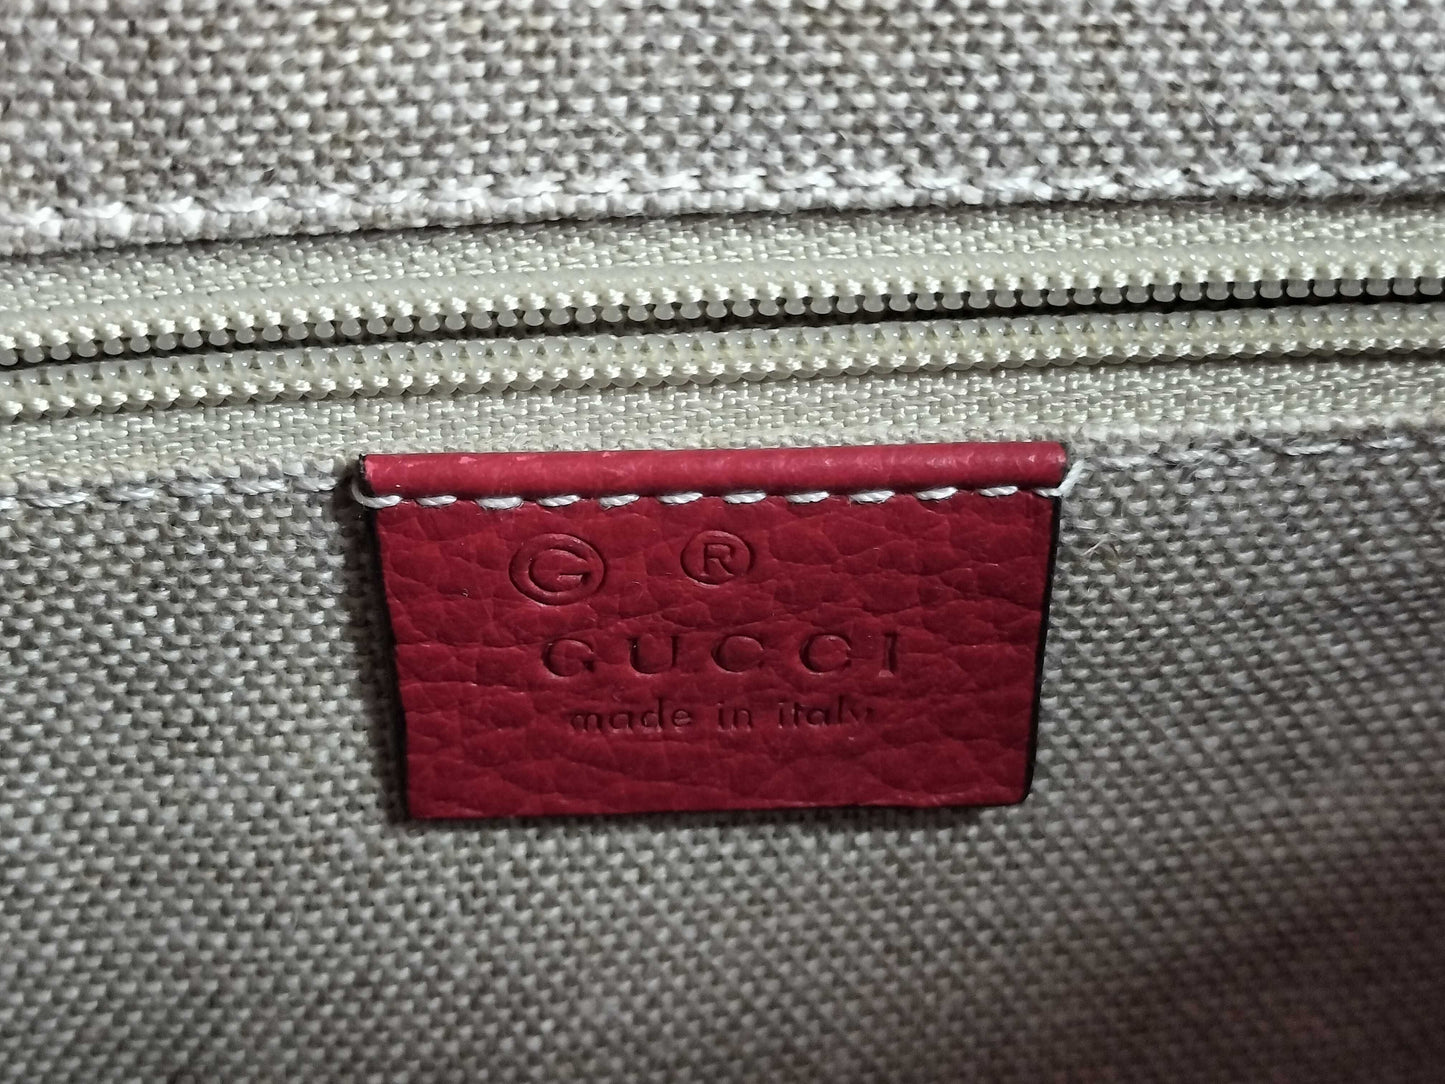 Ⓖ ®
GUCCI
made in italy